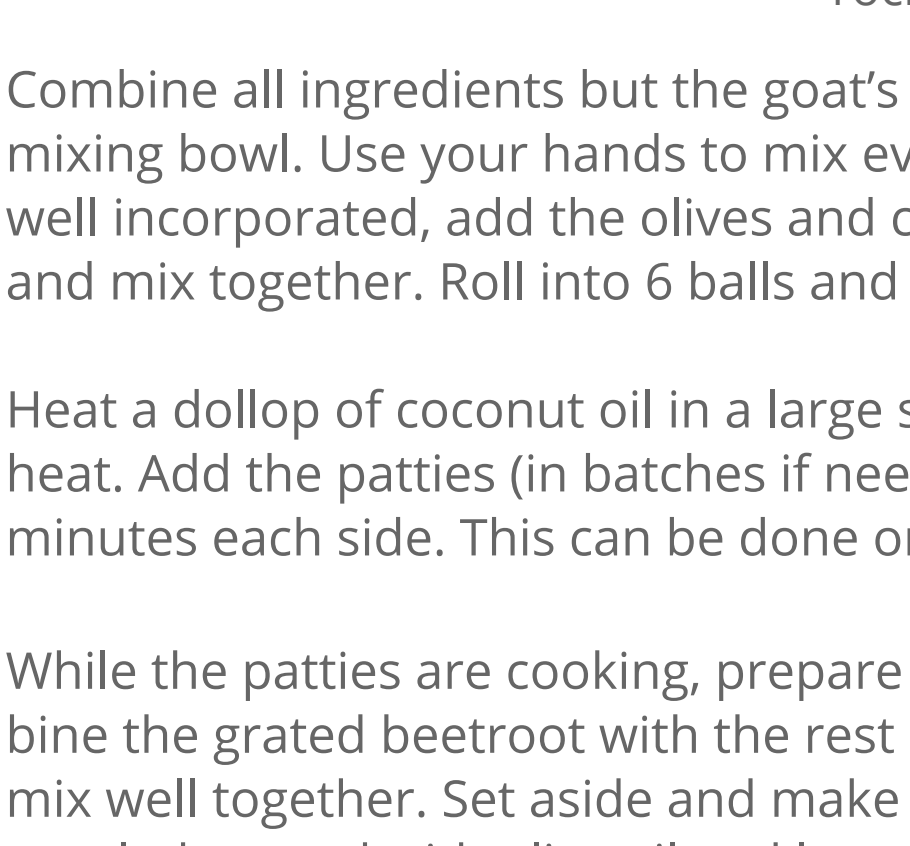 Combine all ingredients but the goat’s
mixing bowl. Use your hands to mix
well incorporated, add the olives and
and mix together. Roll into 6 balls and
Heat a dollop of coconut oil in a large
heat. Add the patties (in batches if
minutes each side. This can be done
While the patties are cooking, prepare
bine the grated beetroot with the rest
mix well together. Set aside and make